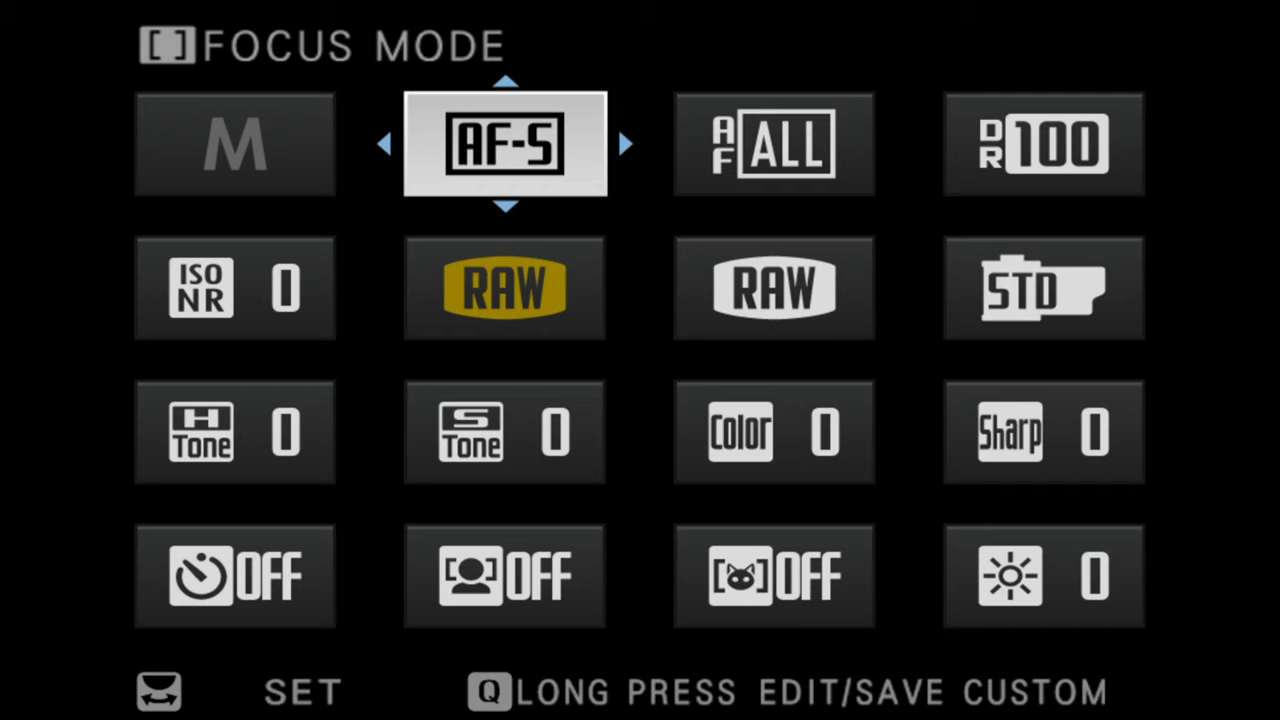 [ ] FOCUS MODE
M AF-S AF ALL DR 100
ISO NR 0 RAW RAW STD
H Tone 0 S Tone 0 Color 0 Sharp 0
OFF OFF OFF 0
SET Q LONG PRESS EDIT/SAVE CUSTOM